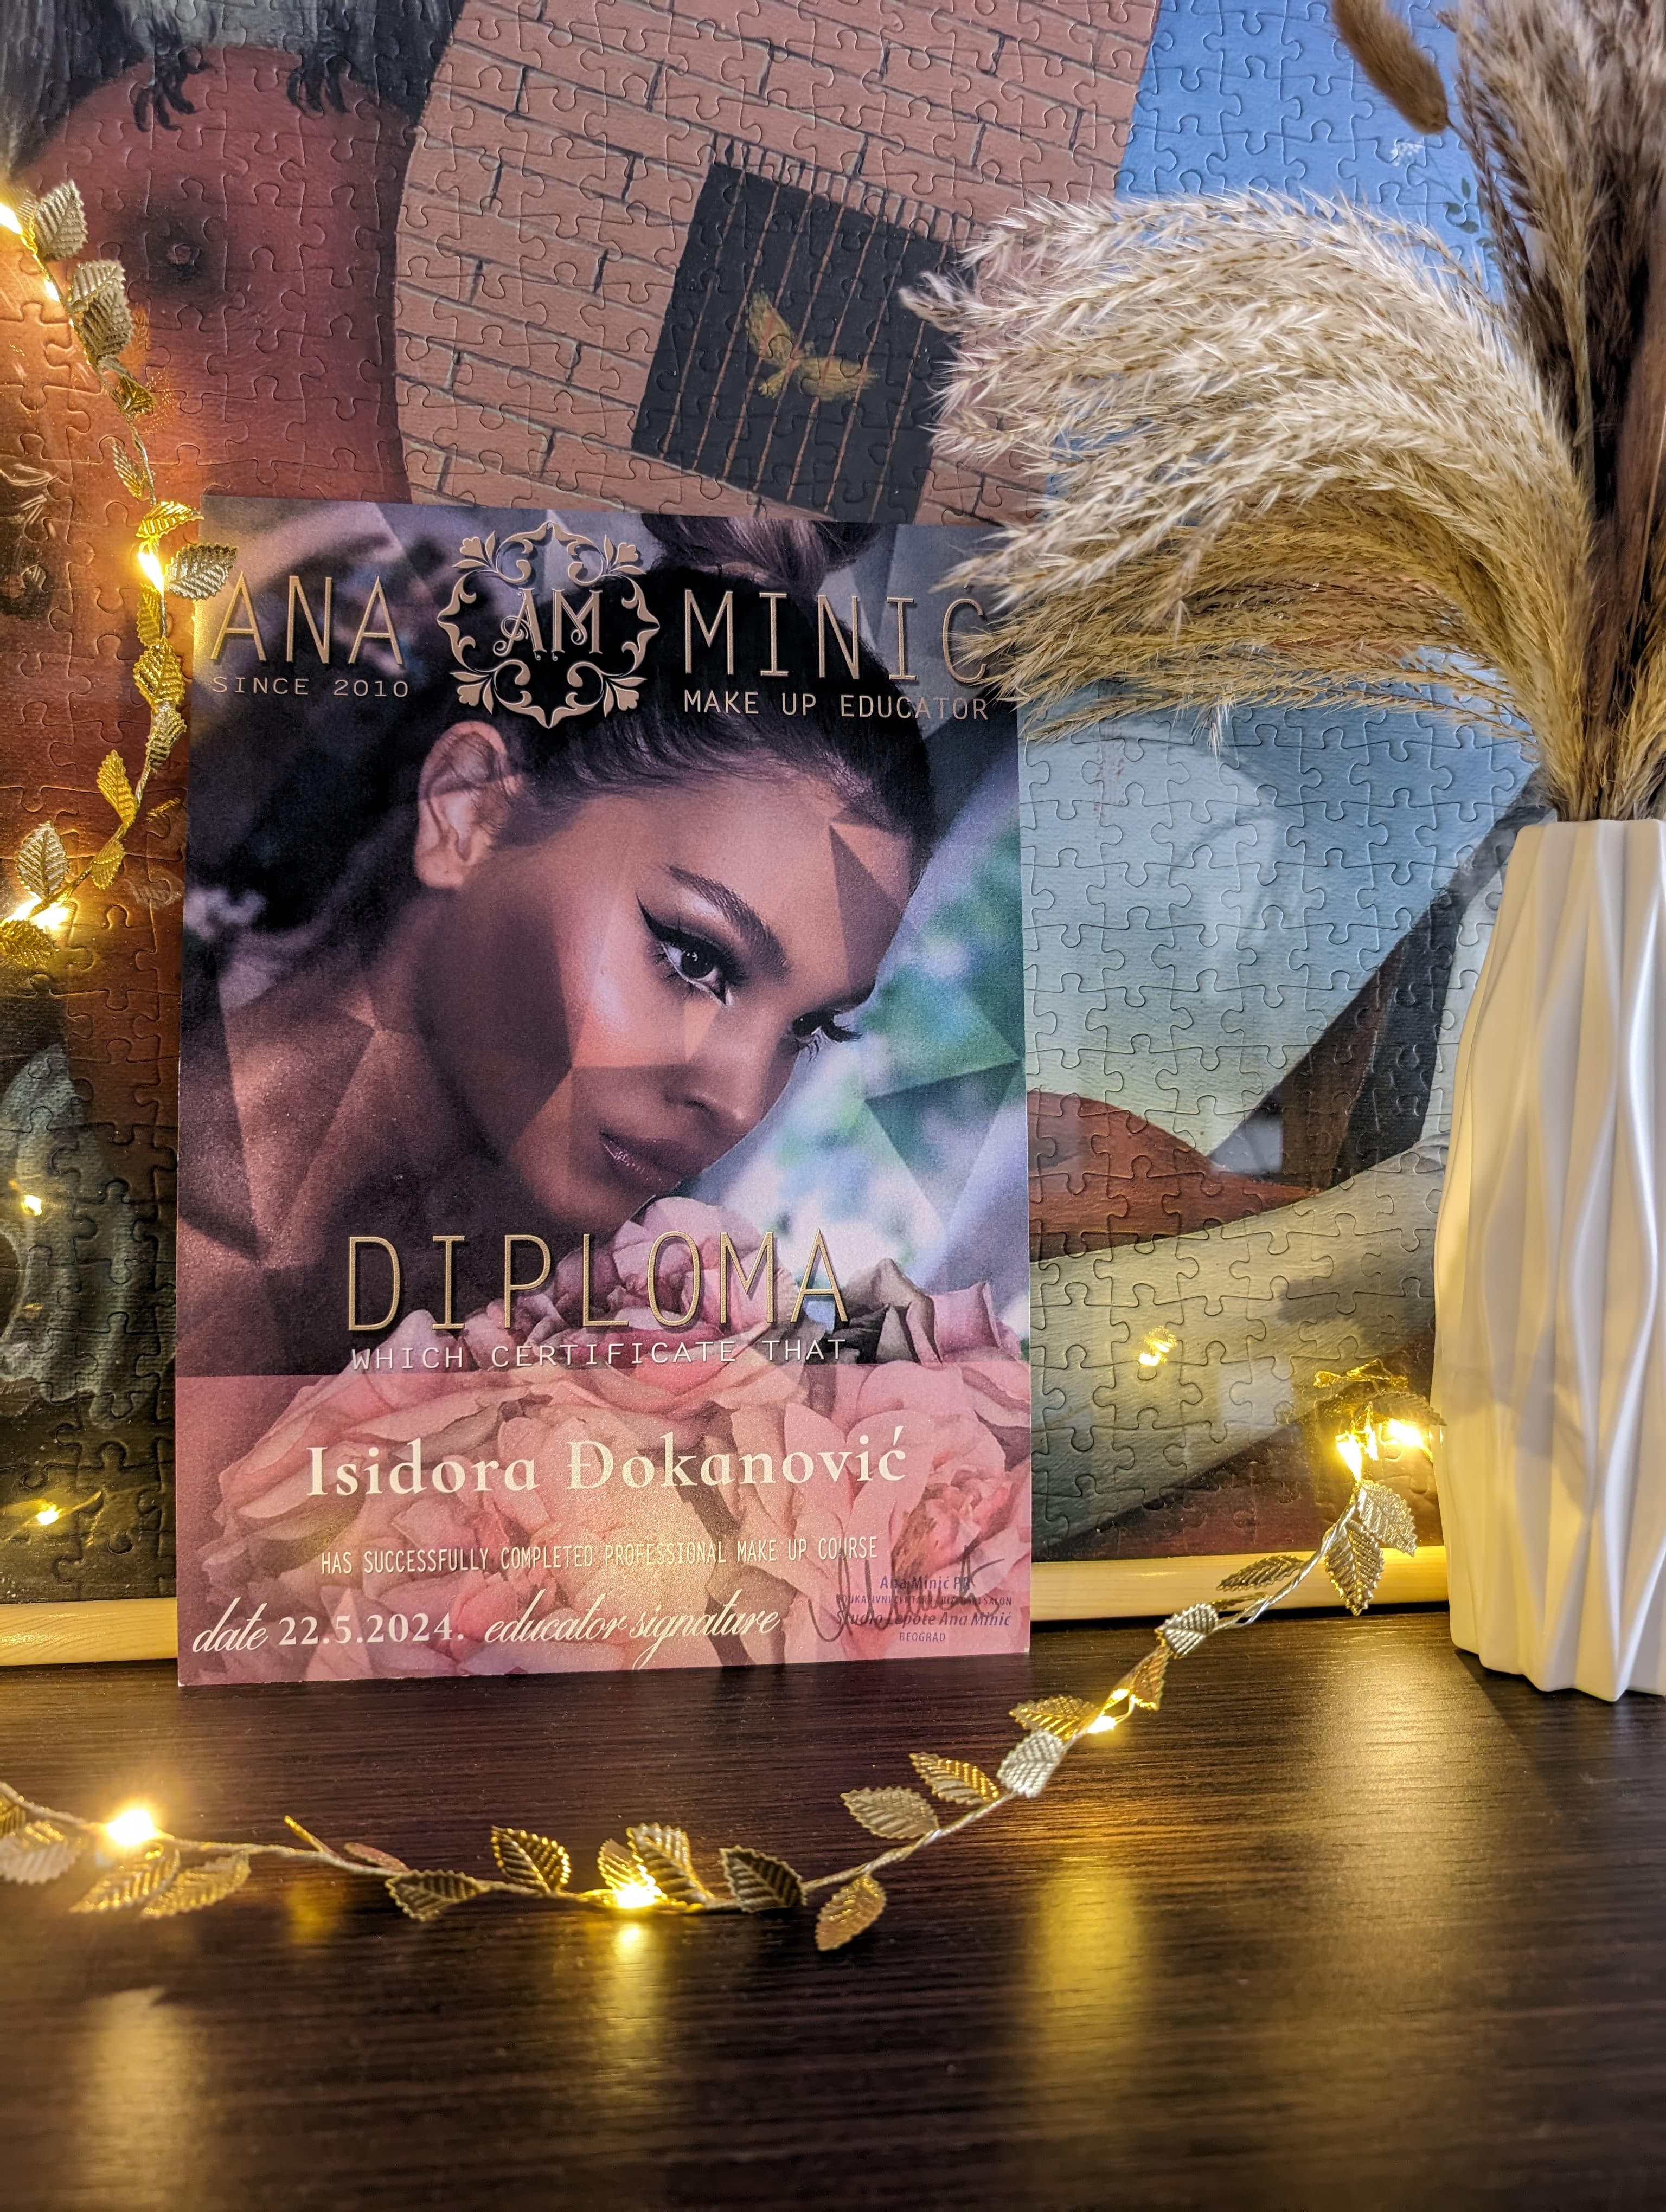 ANA AM MINIĆ
SINCE 2010
MAKE UP EDUCATOR
DIPLOMA
WHICH CERTIFICATE THAT
Isidora Đokanović
HAS SUCCESSFULLY COMPLETED PROFESSIONAL MAKE UP COURSE
date 22.5.2024. educator signature
Ana Minić PR
Studio Lepote Ana Minić
BEOGRAD